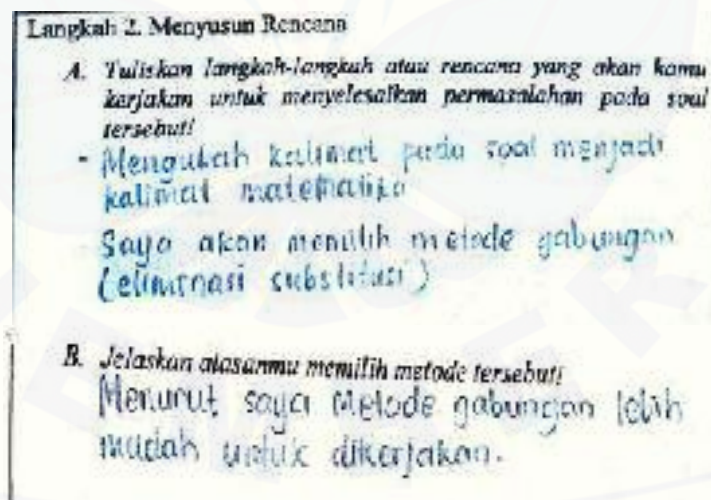 Langkah 2. Menyusun Rencana
A. Tuliskan langkah-langkah atau rencana yang akan kamu
kerjakan untuk menyelesaikan permasalahan pada soal
tersebut!
- Mengubah kalimat pada soal menjadi
kalimat matematika
Saya akan memilih metode gabungan
(eliminasi substitusi)
B. Jelaskan alasanmu memilih metode tersebut!
Menurut saya metode gabungan lebih
mudah untuk dikerjakan.